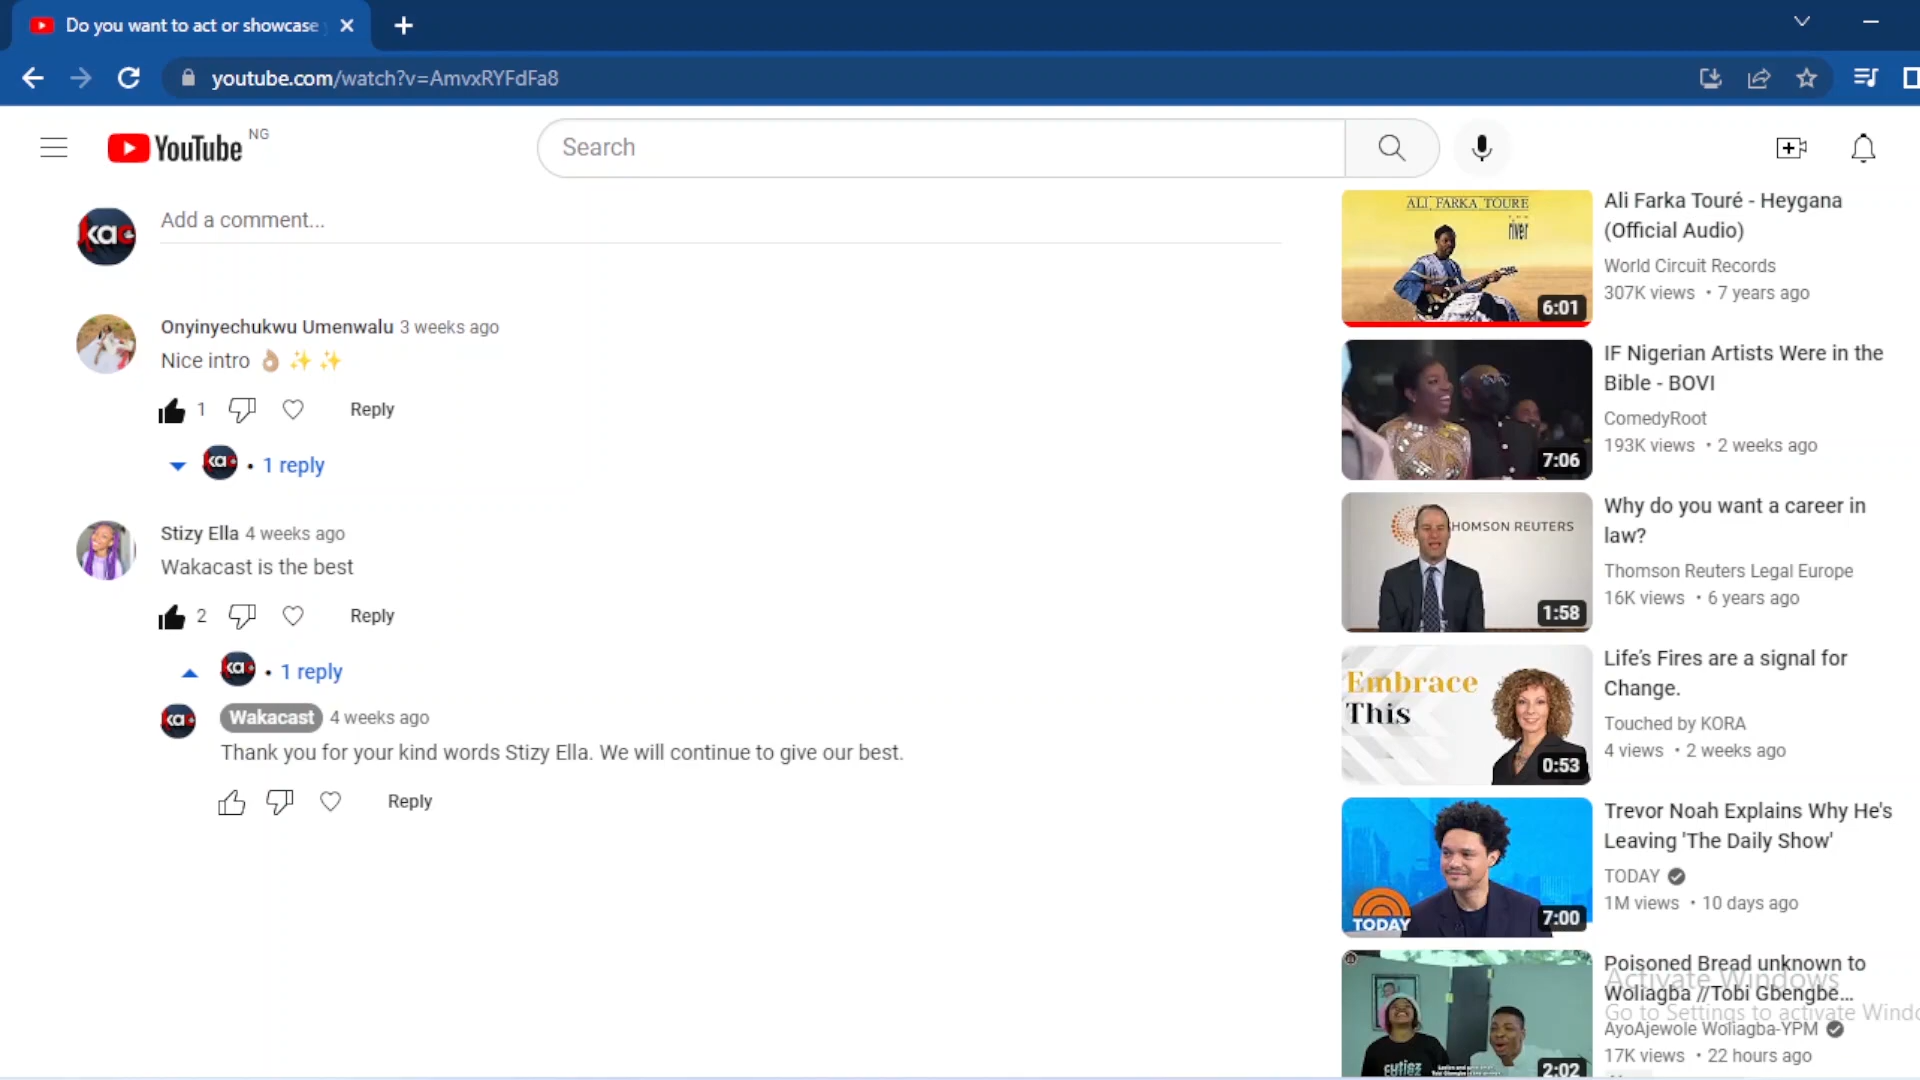 Do you want to act or showcase
youtube.com/watch?v=AmvxRYFdFa8
YouTube NG
Search
Add a comment...
Onyinyechukwu Umenwalu 3 weeks ago
Nice intro 👌🏽 ✨ ✨
1 Reply
• 1 reply
Stizy Ella 4 weeks ago
Wakacast is the best
2 Reply
• 1 reply
Wakacast 4 weeks ago
Thank you for your kind words Stizy Ella. We will continue to give our best.
Reply
ALI FARKA TOURE
river
6:01
Ali Farka Touré - Heygana
(Official Audio)
World Circuit Records
307K views • 7 years ago
7:06
IF Nigerian Artists Were in the
Bible - BOVI
ComedyRoot
193K views • 2 weeks ago
THOMSON REUTERS
1:58
Why do you want a career in
law?
Thomson Reuters Legal Europe
16K views • 6 years ago
Embrace
This
0:53
Life's Fires are a signal for
Change.
Touched by KORA
4 views • 2 weeks ago
TODAY
7:00
Trevor Noah Explains Why He's
Leaving 'The Daily Show'
TODAY
1M views • 10 days ago
2:02
Poisoned Bread unknown to
Woliagba //Tobi Gbengbe...
AyoAjewole Woliagba-YPM
17K views • 22 hours ago
Activate Windows
Go to Settings to activate Windo